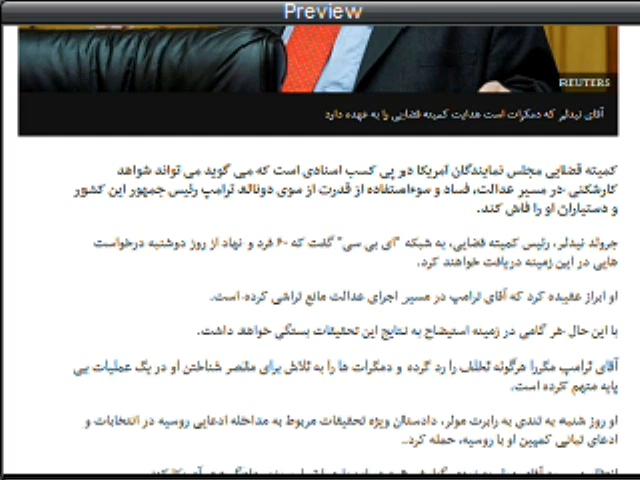 Preview
REUTERS
آقای نیدلر که دمکرات است هدایت کمیته قضایی را به عهده دارد
کمیته قضایی مجلس نمایندگان آمریکا در پی کسب اسنادی است که می گوید می تواند شواهد
کارشکنی در مسیر عدالت، فساد و سوءاستفاده از قدرت از سوی دونالد ترامپ رئیس جمهور این کشور
و دستیاران او را فاش کند.
جرولد نیدلر، رئیس کمیته قضایی، به شبکه "ای بی سی" گفت که ۶۰ فرد و نهاد از روز دوشنبه درخواست
هایی در این زمینه دریافت خواهند کرد.
او ابراز عقیده کرد که آقای ترامپ در مسیر اجرای عدالت مانع تراشی کرده است.
با این حال هر گامی در زمینه استیضاح به نتایج این تحقیقات بستگی خواهد داشت.
آقای ترامپ مکررا هرگونه تخلف را رد کرده و دمکرات ها را به تلاش برای مقصر شناختن او در یک عملیات بی
پایه متهم کرده است.
او روز شنبه به تندی به رابرت مولر، دادستان ویژه تحقیقات مربوط به مداخله ادعایی روسیه در انتخابات و
ادعای تبانی کمپین او با روسیه، حمله کرد.